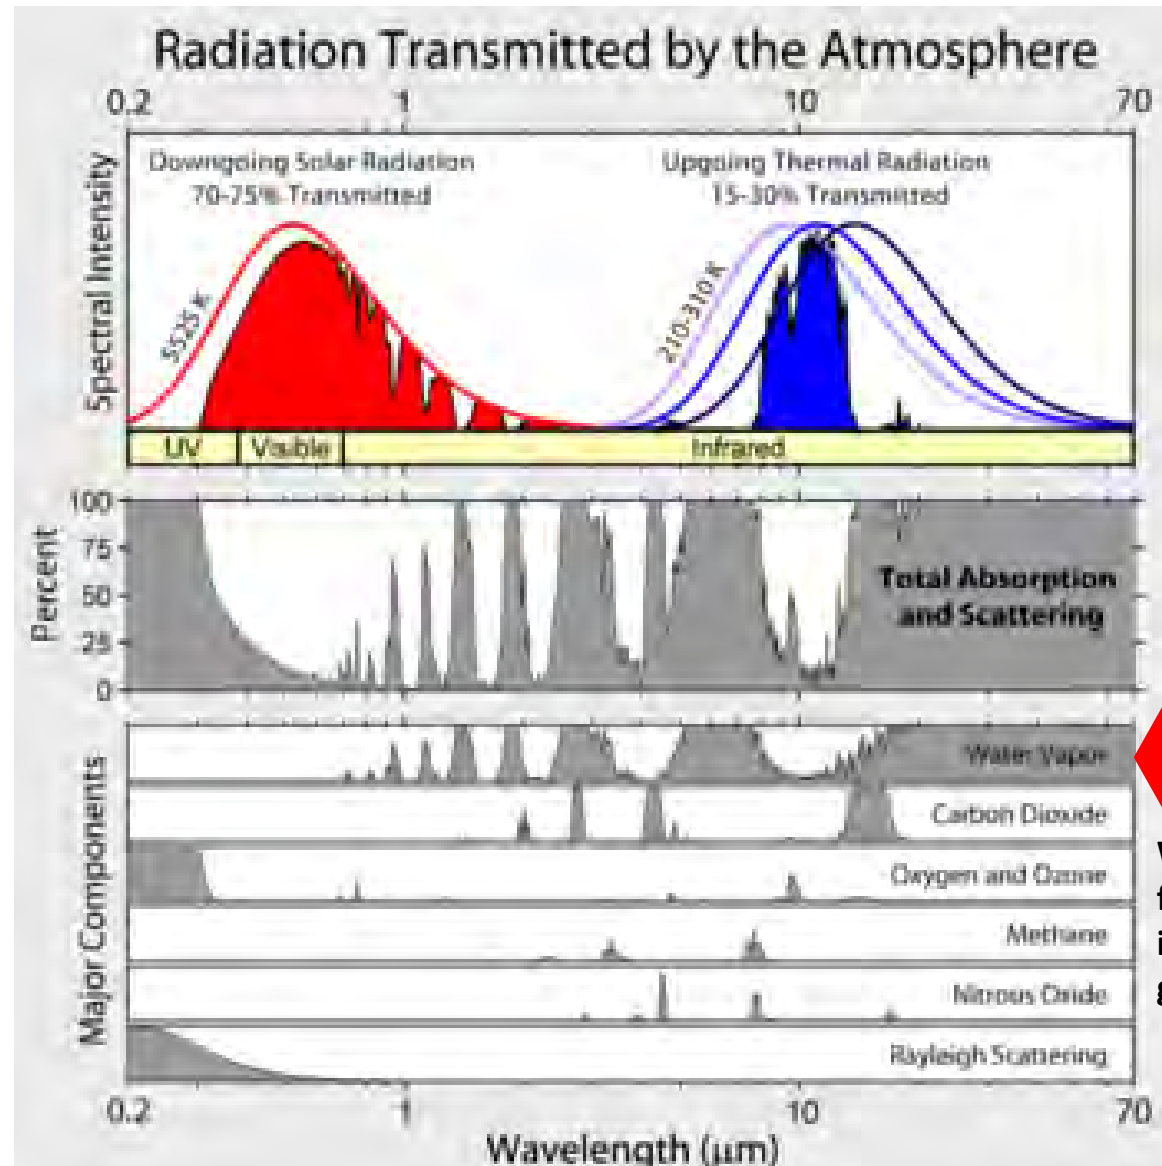 Radiation Transmitted by the Atmosphere
0.2 1 10 70
Downgoing Solar Radiation
70-75% Transmitted
Upgoing Thermal Radiation
15-30% Transmitted
Spectral Intensity
5525 K
210-310 K
UV Visible Infrared
Percent
100
75
50
25
0
Total Absorption
and Scattering
Major Components
Water Vapor
Carbon Dioxide
Oxygen and Ozone
Methane
Nitrous Oxide
Rayleigh Scattering
0.2 1 10 70
Wavelength (μm)